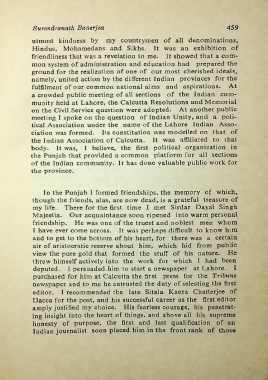 Surendranath Banerjea 459
utmost kindness by my countrymen of all denominations,
Hindus, Mohamedans and Sikhs. It was an exhibition of
friendliness that was a revelation to me. It showed that a com-
mon system of administration and education had prepared the
ground for the realization of one of our most cherished ideals,
namely, united action by the different Indian provinces for the
fulfilment of our common national aims and aspirations. At
a crowded public meeting of all sections of the Indian com-
munity held at Lahore, the Calcutta Resolutions and Memorial
on the Civil Service question were adopted. At another public
meeting I spoke on the question of Indian Unity, and a poli-
tical Association under the name of the Lahore Indian Asso-
ciation was formed. Its constitution was modelled on that of
the Indian Association of Calcutta. It was affiliated to that
body. It was, I believe, the first political organization in
the Punjab that provided a common platform for all sections
of the Indian community. It has done valuable public work for
the province.
In the Punjab I formed friendships, the memory of which,
though the friends, alas, are now dead, is a grateful treasure of
my life. There for the first time I met Sirdar Dayal Singh
Majeetia. Our acquaintance soon ripened into warm personal
friendship. He was one of the truest and noblest men whom
I have ever come across. It was perhaps difficult to know him
and to get to the bottom of his heart, for there was a certain
air of aristocratic reserve about him, which hid from public
view the pure gold that formed the stuff of his nature. He
threw himself actively into the work for which I had been
deputed. I persuaded him to start a newspaper at Lahore. I
purchased for him at Calcutta the first press for the Tribune
newspaper and to me he entrusted the duty of selecting the first
editor. I recommended the late Sitala Kanta Chatterjee of
Dacca for the post, and his successful career as the first editor
amply justified my choice. His fearless courage, his penetrat-
ing insight into the heart of things, and above all his supreme
honesty of purpose, the first and last qualification of an
Indian journalist soon placed him in the front rank of those